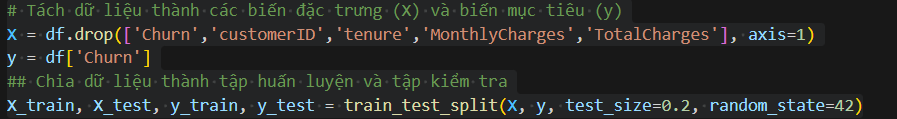 # Tách dữ liệu thành các biến đặc trưng (X) và biến mục tiêu (y)
X = df.drop(['Churn','customerID','tenure','MonthlyCharges','TotalCharges'], axis=1)
y = df['Churn']
## Chia dữ liệu thành tập huấn luyện và tập kiểm tra
X_train, X_test, y_train, y_test = train_test_split(X, y, test_size=0.2, random_state=42)